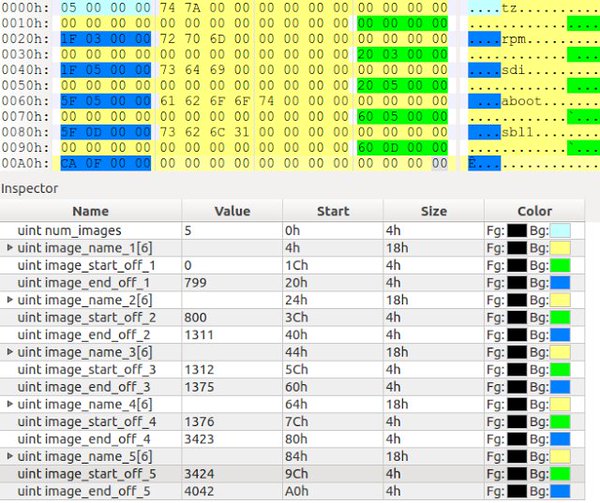 0000h: 05 00 00 00 74 7A 00 00 00 00 00 00 00 00 00 00 ....tz..........
0010h: 00 00 00 00 00 00 00 00 00 00 00 00 00 00 00 00 ................
0020h: 1F 03 00 00 72 70 6D 00 00 00 00 00 00 00 00 00 ....rpm.........
0030h: 00 00 00 00 00 00 00 00 00 00 00 00 20 03 00 00 ............ ...
0040h: 1F 05 00 00 73 64 69 00 00 00 00 00 00 00 00 00 ....sdi.........
0050h: 00 00 00 00 00 00 00 00 00 00 00 00 20 05 00 00 ............ ...
0060h: 5F 05 00 00 61 62 6F 6F 74 00 00 00 00 00 00 00 _...aboot.......
0070h: 00 00 00 00 00 00 00 00 00 00 00 00 60 05 00 00 ............`...
0080h: 5F 0D 00 00 73 62 6C 31 00 00 00 00 00 00 00 00 _...sbl1........
0090h: 00 00 00 00 00 00 00 00 00 00 00 00 60 0D 00 00 ............`...
00A0h: CA 0F 00 00 00 00 00 00 00 00 00 00 00 00 00 00 Ê...............
Inspector
Name Value Start Size Color
uint num_images 5 0h 4h Fg: Bg:
uint image_name_1[6] 4h 18h Fg: Bg:
uint image_start_off_1 0 1Ch 4h Fg: Bg:
uint image_end_off_1 799 20h 4h Fg: Bg:
uint image_name_2[6] 24h 18h Fg: Bg:
uint image_start_off_2 800 3Ch 4h Fg: Bg:
uint image_end_off_2 1311 40h 4h Fg: Bg:
uint image_name_3[6] 44h 18h Fg: Bg:
uint image_start_off_3 1312 5Ch 4h Fg: Bg:
uint image_end_off_3 1375 60h 4h Fg: Bg:
uint image_name_4[6] 64h 18h Fg: Bg:
uint image_start_off_4 1376 7Ch 4h Fg: Bg:
uint image_end_off_4 3423 80h 4h Fg: Bg:
uint image_name_5[6] 84h 18h Fg: Bg:
uint image_start_off_5 3424 9Ch 4h Fg: Bg:
uint image_end_off_5 4042 A0h 4h Fg: Bg: